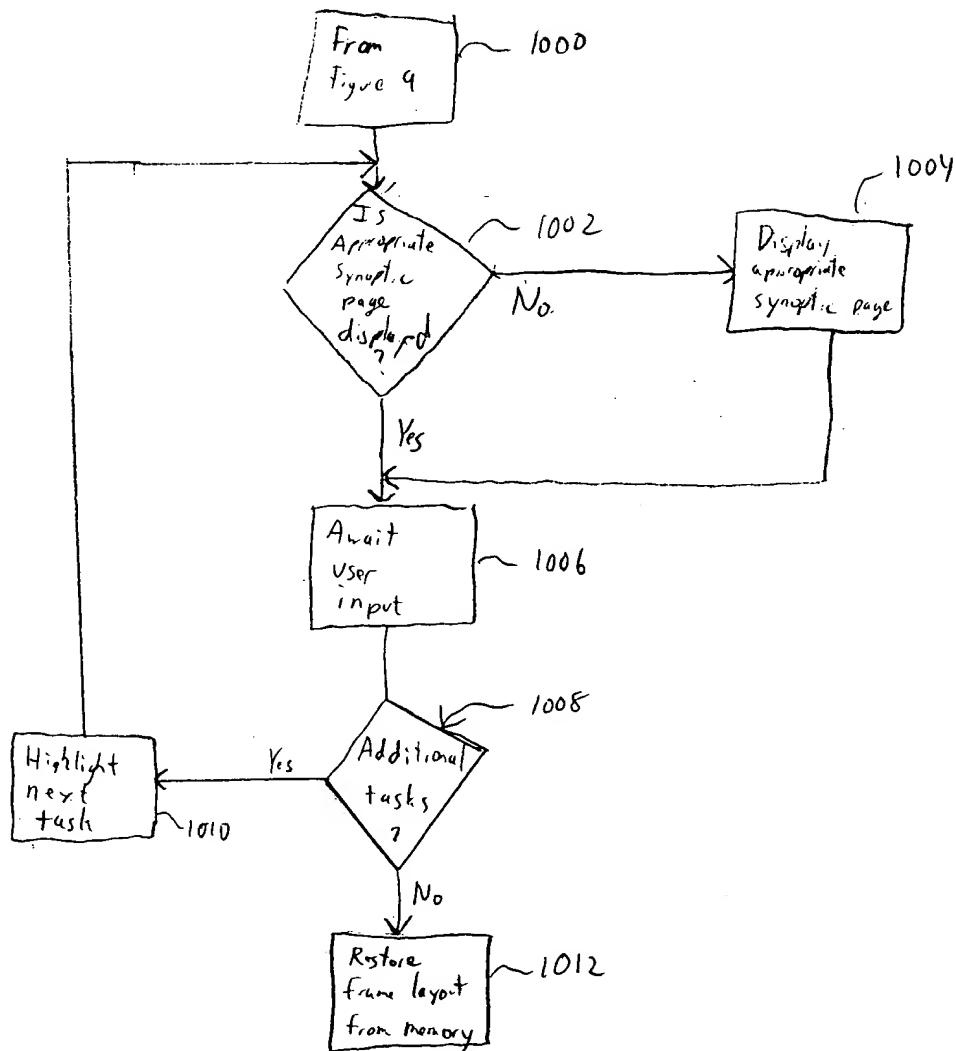 From
Figure 9
1000
Is
Appropriate
synoptic
page
displayed
?
1002
No.
1004
Display
appropriate
synoptic page
Yes
Await
user
input
1006
1008
Additional
tasks
?
Yes
Highlight
next
task
1010
No
Restore
frame layout
from memory
1012